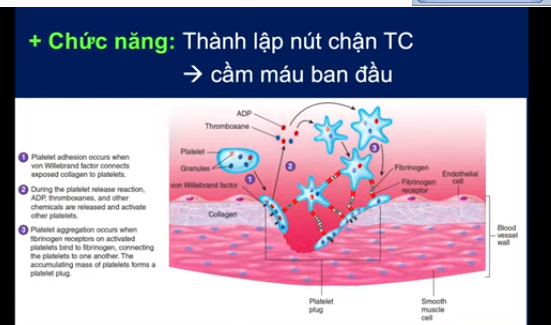 + Chức năng: Thành lập nút chận TC
→ cầm máu ban đầu
1 Platelet adhesion occurs when
von Willebrand factor connects
exposed collagen to platelets.
2 During the platelet release reaction,
ADP, thromboxanes, and other
chemicals are released and activate
other platelets.
3 Platelet aggregation occurs when
fibrinogen receptors on activated
platelets bind to fibrinogen, connecting
the platelets to one another. The
accumulating mass of platelets forms a
platelet plug.
ADP
Thromboxane
Platelet
Granules
von Willebrand factor
Collagen
1
2
3
Fibrinogen
Fibrinogen
receptor
Endothelial
cell
Blood
vessel
wall
Platelet
plug
Smooth
muscle
cell